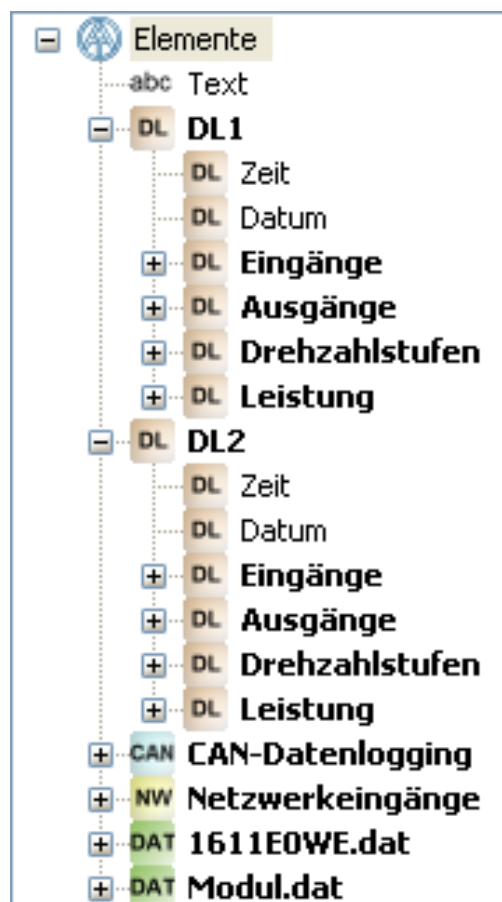 Elemente
abc Text
DL DL1
DL Zeit
DL Datum
DL Eingänge
DL Ausgänge
DL Drehzahlstufen
DL Leistung
DL DL2
DL Zeit
DL Datum
DL Eingänge
DL Ausgänge
DL Drehzahlstufen
DL Leistung
CAN CAN-Datenlogging
NW Netzwerkeingänge
DAT 1611E0WE.dat
DAT Modul.dat